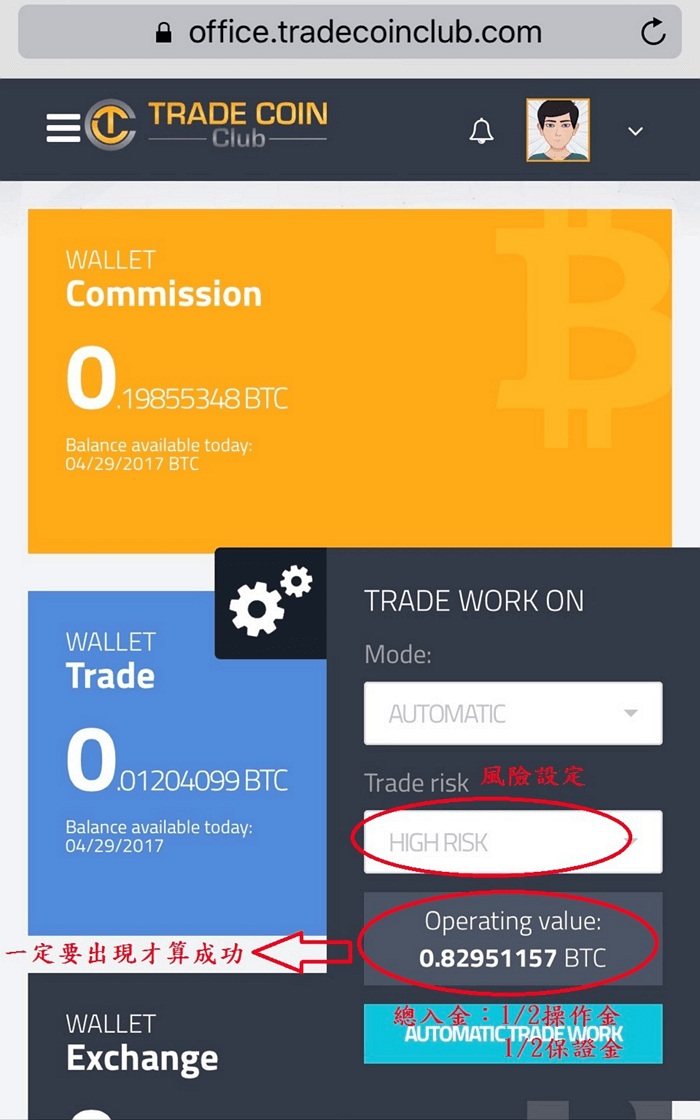 office.tradecoinclub.com
TRADE COIN
Club
WALLET
Commission
0.19855348 BTC
Balance available today:
04/29/2017 BTC
WALLET
Trade
0.01204099 BTC
Balance available today:
04/29/2017
TRADE WORK ON
Mode:
AUTOMATIC
Trade risk 風險設定
HIGH RISK
Operating value:
0.82951157 BTC
一定要出現才算成功
總入金：1/2操作金
AUTOMATIC TRADE WORK
1/2保證金
WALLET
Exchange